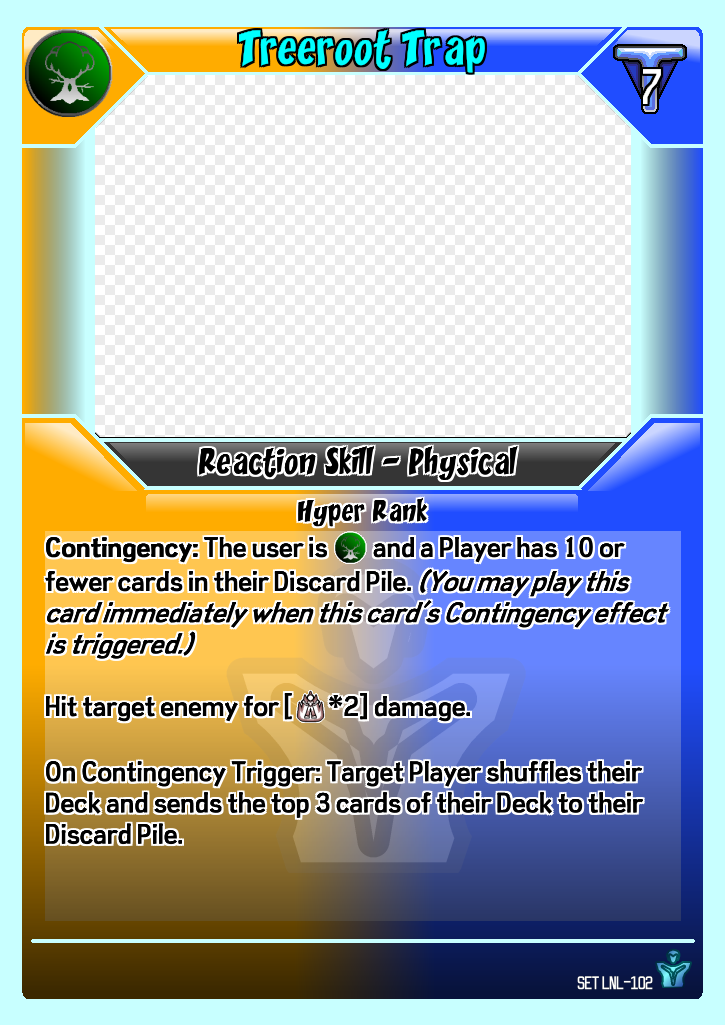 Treeroot Trap
7
Reaction Skill - Physical
Hyper Rank
Contingency: The user is and a Player has 10 or
fewer cards in their Discard Pile. (You may play this
card immediately when this card's Contingency effect
is triggered.)
Hit target enemy for [ *2] damage.
On Contingency Trigger: Target Player shuffles their
Deck and sends the top 3 cards of their Deck to their
Discard Pile.
SET LNL-102